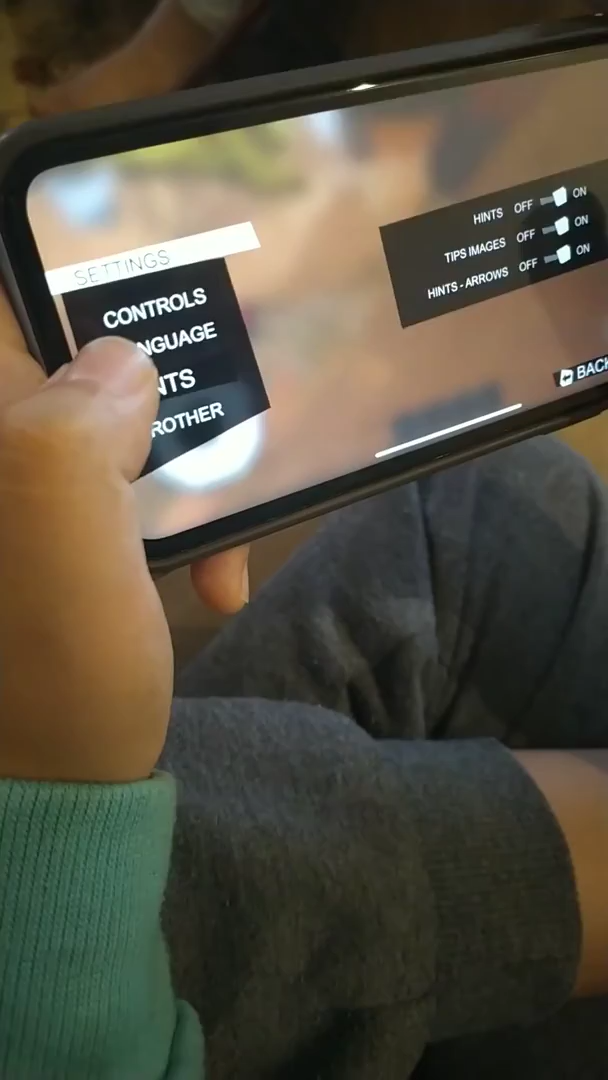 SETTINGS
CONTROLS
NGUAGE
NTS
ROTHER
HINTS OFF ON
TIPS IMAGES OFF ON
HINTS - ARROWS OFF ON
BACK